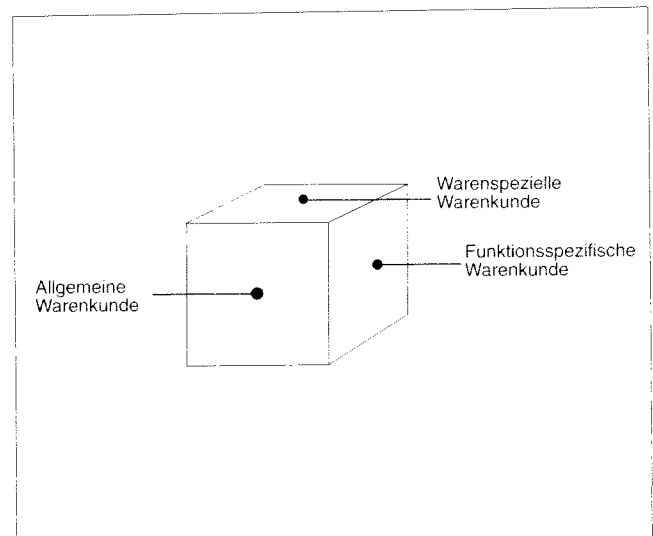 Warenspezielle
Warenkunde
Funktionsspezifische
Warenkunde
Allgemeine
Warenkunde